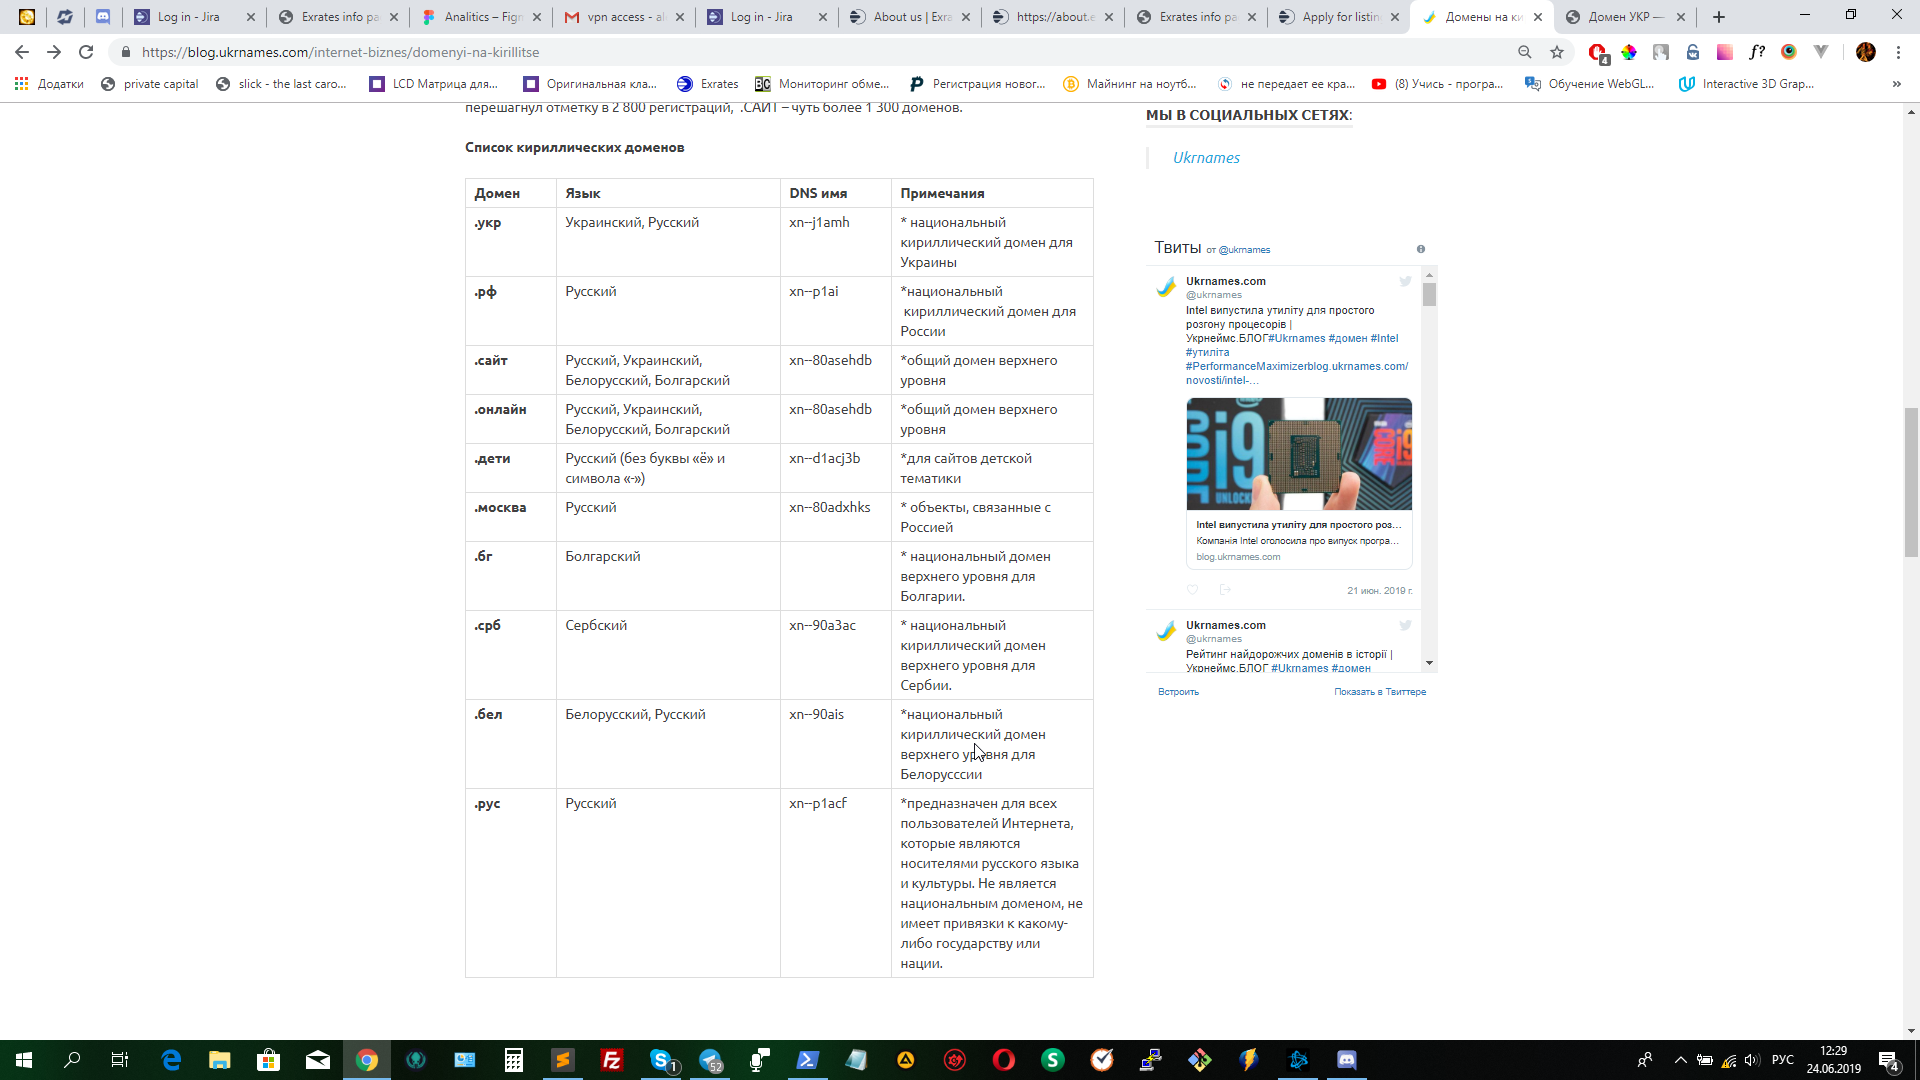 Log in - Jira
Exrates info pa
Analitics – Figm
vpn access - al
Log in - Jira
About us | Exra
https://about.e
Exrates info pa
Apply for listin
Домены на ки
Домен УКР —
https://blog.ukrnames.com/internet-biznes/domenyi-na-kirillitse
4
Додатки
private capital
slick - the last caro...
LCD Матрица для...
Оригинальная кла...
Exrates
Мониторинг обме...
Регистрация новог...
Майнинг на ноутб...
не передает ее кра...
(8) Учись - програ...
Обучение WebGL...
Interactive 3D Grap...
»
перешагнул отметку в 2 800 регистраций, .САЙТ – чуть более 1 300 доменов.
Список кириллических доменов
Домен Язык DNS имя Примечания
.укр Украинский, Русский xn--j1amh * национальный
кириллический домен для
Украины
.рф Русский xn--p1ai *национальный
кириллический домен для
России
.сайт Русский, Украинский, xn--80asehdb *общий домен верхнего
Белорусский, Болгарский уровня
.онлайн Русский, Украинский, xn--80asehdb *общий домен верхнего
Белорусский, Болгарский уровня
.дети Русский (без буквы «ё» и xn--d1acj3b *для сайтов детской
символа «-») тематики
.москва Русский xn--80adxhks * объекты, связанные с
Россией
.бг Болгарский * национальный домен
верхнего уровня для
Болгарии.
.срб Сербский xn--90a3ac * национальный
кириллический домен
верхнего уровня для
Сербии.
.бел Белорусский, Русский xn--90ais *национальный
кириллический домен
верхнего уровня для
Белорусссии
.рус Русский xn--p1acf *предназначен для всех
пользователей Интернета,
которые являются
носителями русского языка
и культуры. Не является
национальным доменом, не
имеет привязки к какому-
либо государству или
нации.
МЫ В СОЦИАЛЬНЫХ СЕТЯХ:
Ukrnames
Твиты от @ukrnames
Ukrnames.com
@ukrnames
Intel випустила утиліту для простого
розгону процесорів |
Укрнеймс.БЛОГ#Ukrnames #домен #Intel
#утиліта
#PerformanceMaximizerblog.ukrnames.com/
novosti/intel-…
Intel випустила утиліту для простого роз...
Компанія Intel оголосила про випуск програ...
blog.ukrnames.com
21 июн. 2019 г.
Ukrnames.com
@ukrnames
Рейтинг найдорожчих доменів в історії |
Укрнеймс.БЛОГ #Ukrnames #домен
Встроить Показать в Твиттере
1
52
РУС
12:29
24.06.2019
4